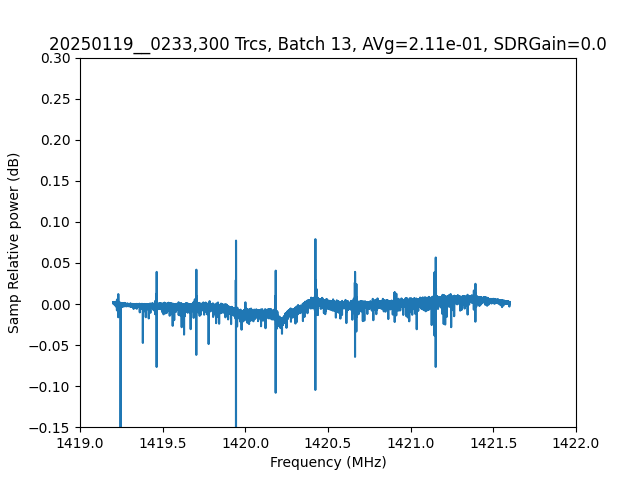 20250119__0233,300 Trcs, Batch 13, AVg=2.11e-01, SDRGain=0.0
0.30
0.25
0.20
0.15
0.10
0.05
0.00
−0.05
−0.10
−0.15
Samp Relative power (dB)
1419.0 1419.5 1420.0 1420.5 1421.0 1421.5 1422.0
Frequency (MHz)